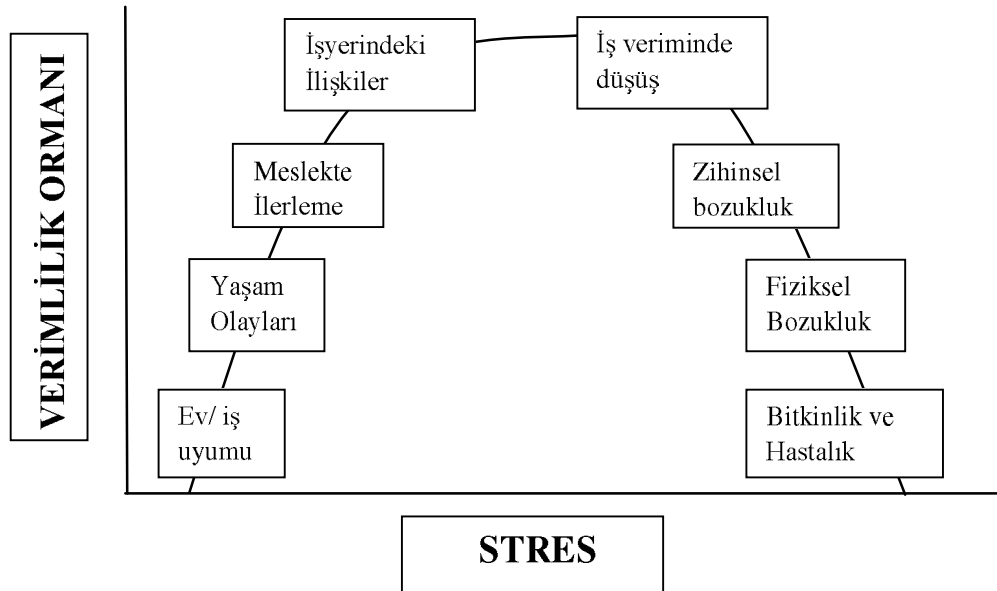 VERİMLİLİK ORMANI
İşyerindeki
İlişkiler
İş veriminde
düşüş
Meslekte
İlerleme
Zihinsel
bozukluk
Yaşam
Olayları
Fiziksel
Bozukluk
Ev/ iş
uyumu
Bitkinlik ve
Hastalık
STRES